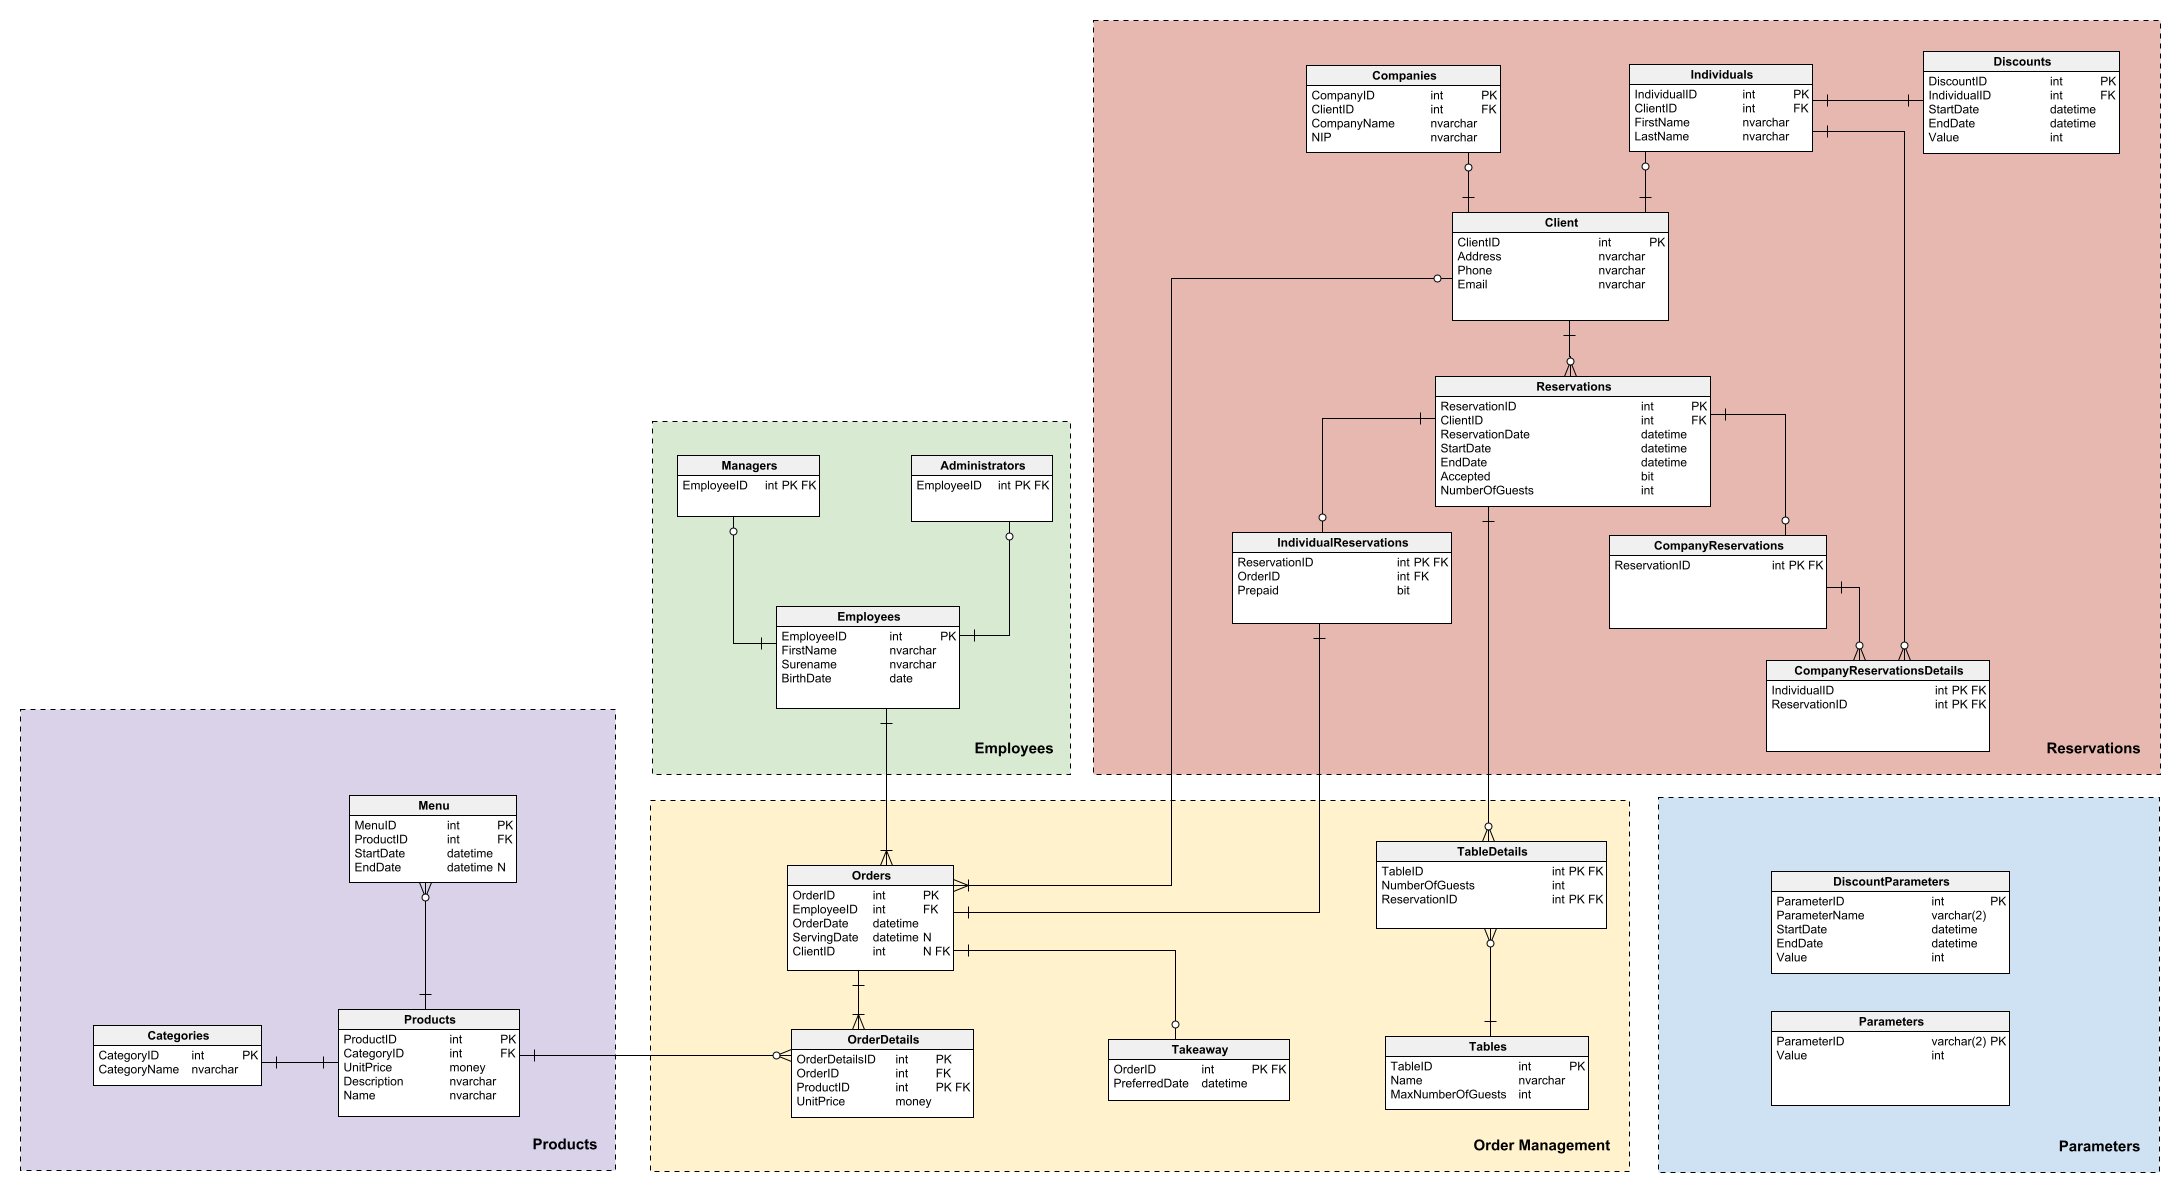 Companies
CompanyID int PK
ClientID int FK
CompanyName nvarchar
NIP nvarchar
Individuals
IndividualID int PK
ClientID int FK
FirstName nvarchar
LastName nvarchar
Discounts
DiscountID int PK
IndividualID int FK
StartDate datetime
EndDate datetime
Value int
Client
ClientID int PK
Address nvarchar
Phone nvarchar
Email nvarchar
Reservations
ReservationID int PK
ClientID int FK
ReservationDate datetime
StartDate datetime
EndDate datetime
Accepted bit
NumberOfGuests int
IndividualReservations
ReservationID int PK FK
OrderID int FK
Prepaid bit
CompanyReservations
ReservationID int PK FK
CompanyReservationsDetails
IndividualID int PK FK
ReservationID int PK FK
Reservations
Managers
EmployeeID int PK FK
Administrators
EmployeeID int PK FK
Employees
EmployeeID int PK
FirstName nvarchar
Surename nvarchar
BirthDate date
Employees
Menu
MenuID int PK
ProductID int FK
StartDate datetime
EndDate datetime N
Categories
CategoryID int PK
CategoryName nvarchar
Products
ProductID int PK
CategoryID int FK
UnitPrice money
Description nvarchar
Name nvarchar
Products
Orders
OrderID int PK
EmployeeID int FK
OrderDate datetime
ServingDate datetime N
ClientID int N FK
OrderDetails
OrderDetailsID int PK
OrderID int FK
ProductID int PK FK
UnitPrice money
Takeaway
OrderID int PK FK
PreferredDate datetime
TableDetails
TableID int PK FK
NumberOfGuests int
ReservationID int PK FK
Tables
TableID int PK
Name nvarchar
MaxNumberOfGuests int
Order Management
DiscountParameters
ParameterID int PK
ParameterName varchar(2)
StartDate datetime
EndDate datetime
Value int
Parameters
ParameterID varchar(2) PK
Value int
Parameters